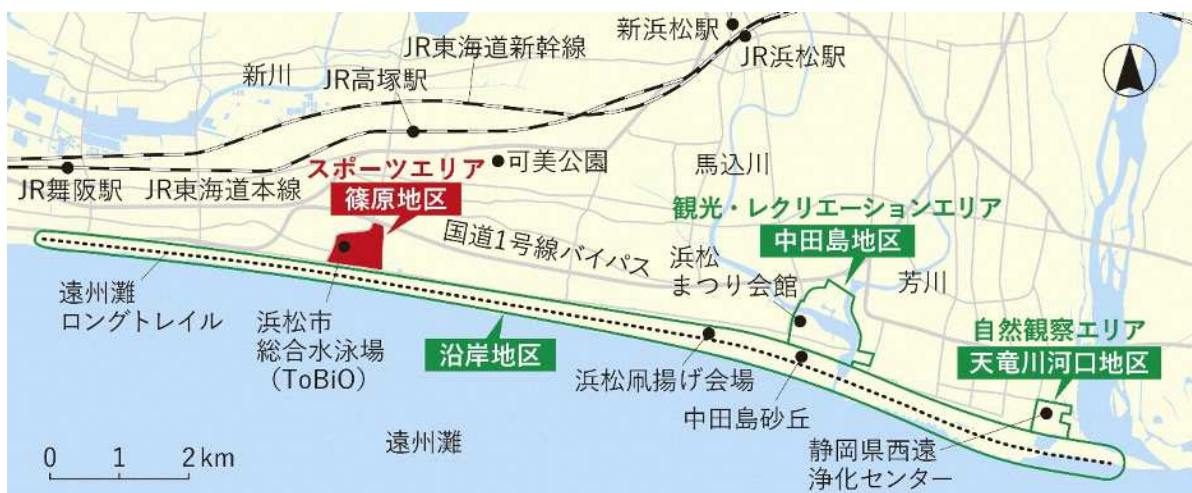 新浜松駅
JR東海道新幹線
JR浜松駅
新川
JR高塚駅
スポーツエリア
可美公園
馬込川
JR舞阪駅
JR東海道本線
篠原地区
観光・レクリエーションエリア
国道1号線バイパス
浜松
まつり会館
中田島地区
芳川
遠州灘
ロングトレイル
浜松市
総合水泳場
（ToBiO）
沿岸地区
自然観察エリア
天竜川河口地区
浜松凧揚げ会場
中田島砂丘
静岡県西遠
浄化センター
遠州灘
0 1 2km